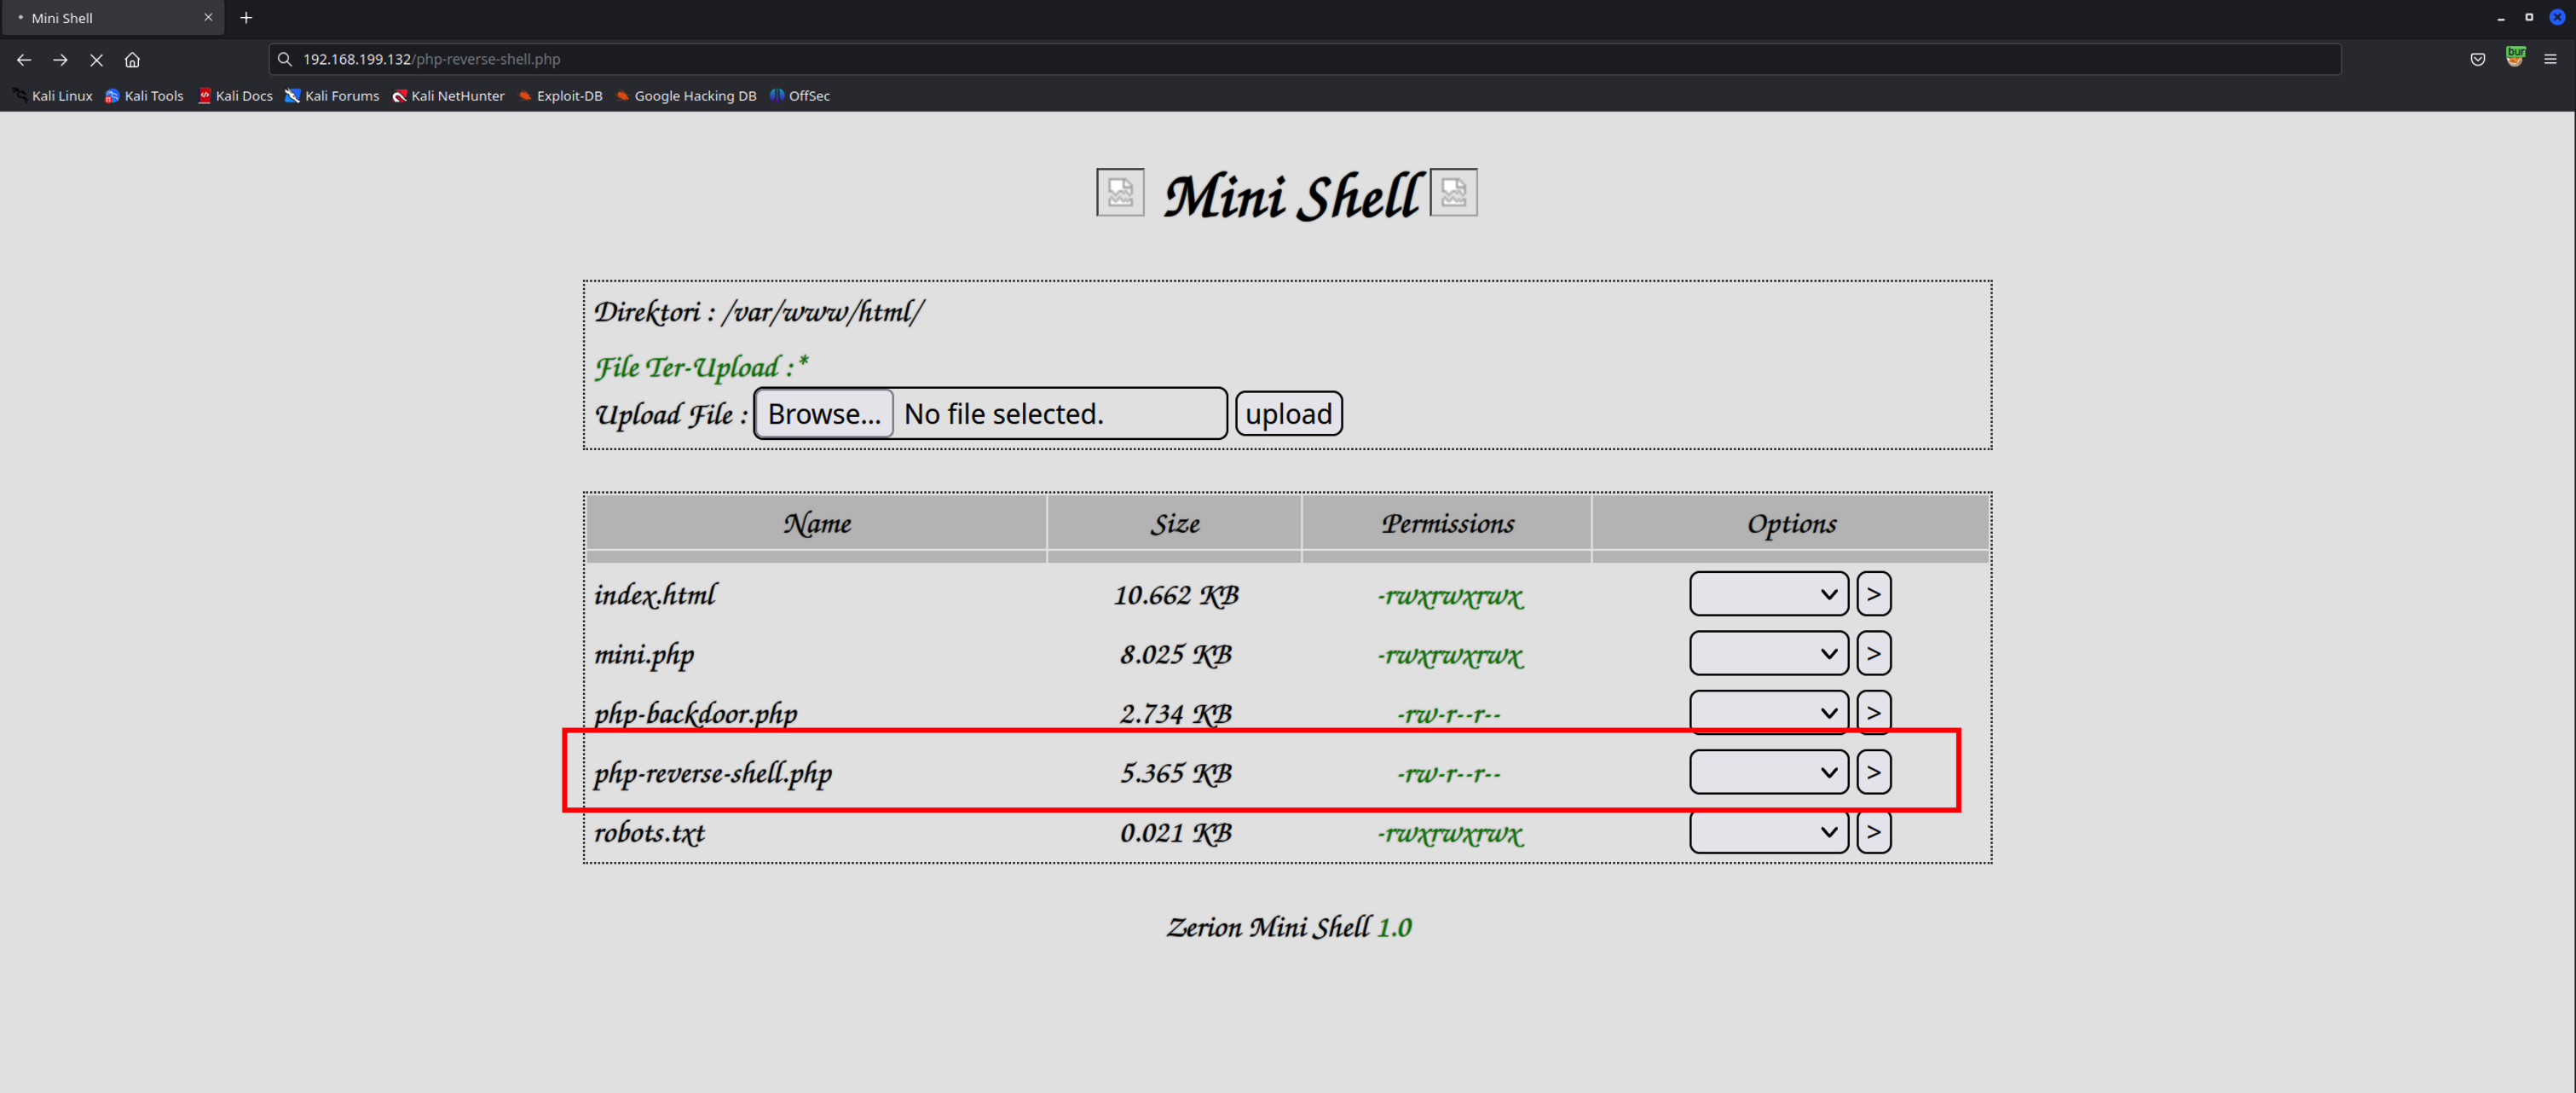 Mini Shell
192.168.199.132/php-reverse-shell.php
bur
Kali Linux Kali Tools Kali Docs Kali Forums Kali NetHunter Exploit-DB Google Hacking DB OffSec
Mini Shell
Direktori : /var/www/html/
File Ter-Upload :*
Upload File : Browse... No file selected. upload
Name Size Permissions Options
index.html 10.662 KB -rwxrwxrwx >
mini.php 8.025 KB -rwxrwxrwx >
php-backdoor.php 2.734 KB -rw-r--r-- >
php-reverse-shell.php 5.365 KB -rw-r--r-- >
robots.txt 0.021 KB -rwxrwxrwx >
Zerion Mini Shell 1.0